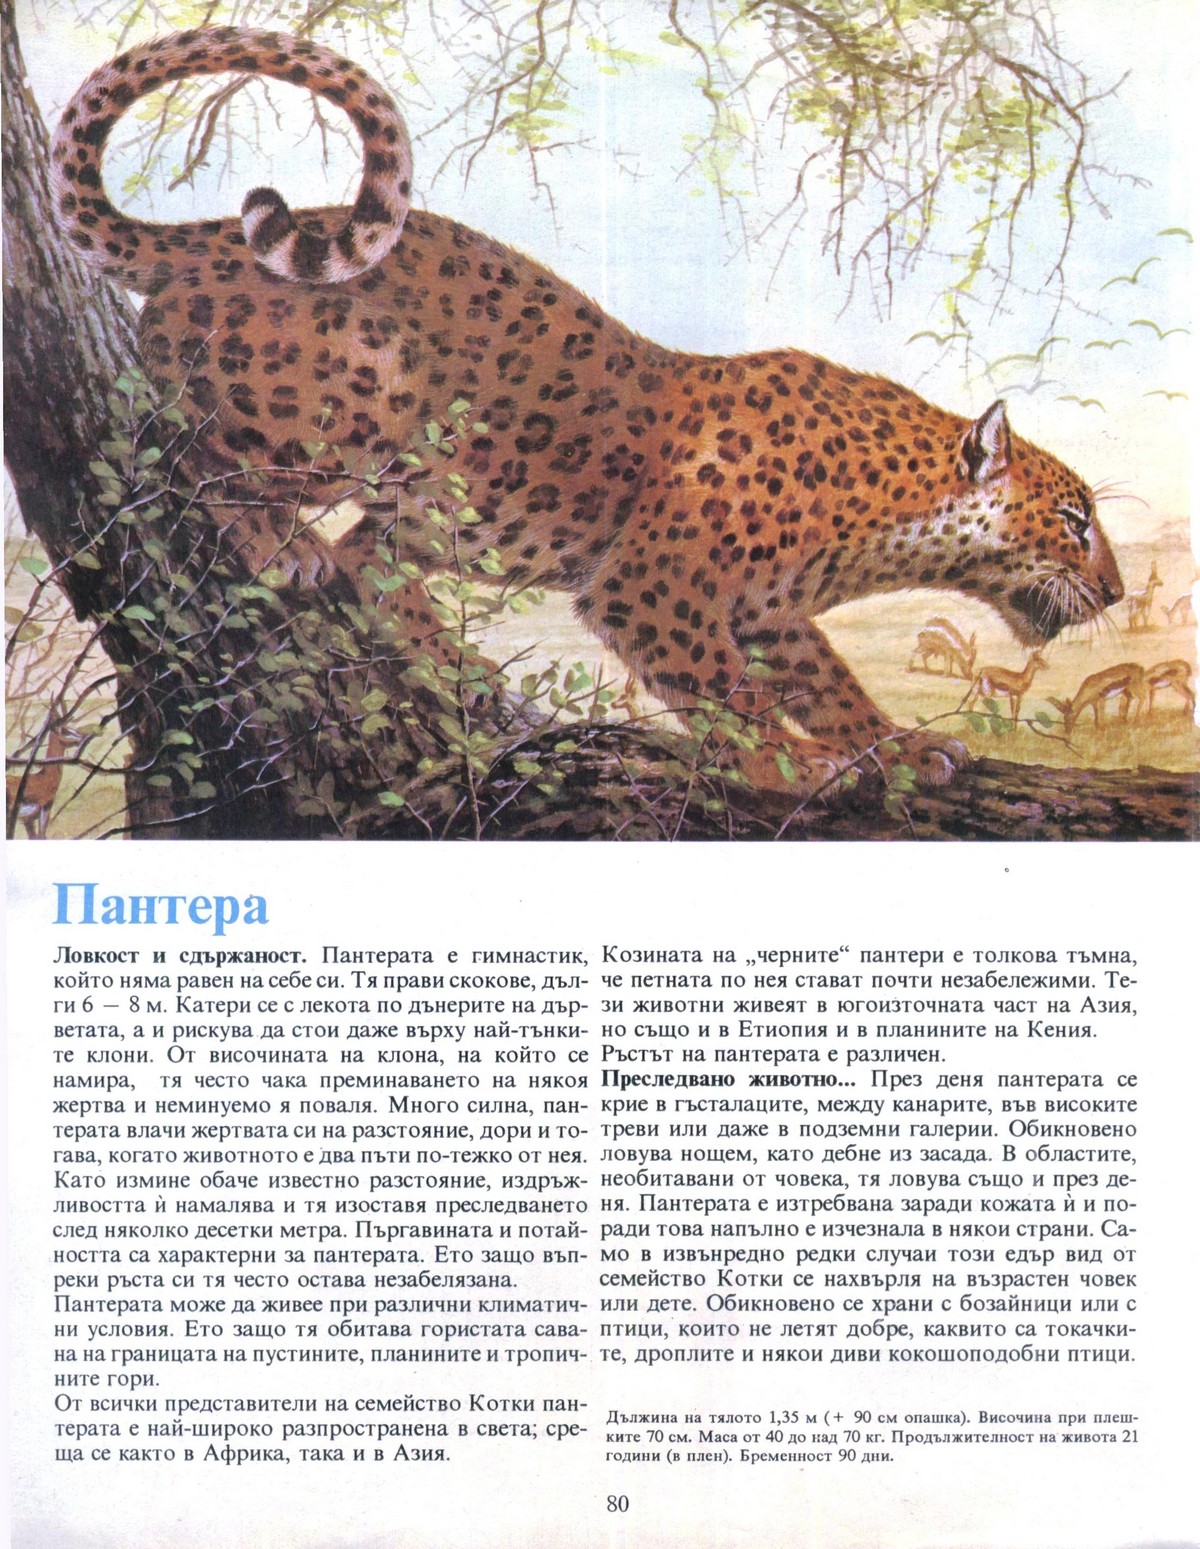 Пантера
Ловкост и сдържаност. Пантерата е гимнастик,
който няма равен на себе си. Тя прави скокове, дъл-
ги 6 — 8 м. Катери се с лекота по дънерите на дър-
ветата, а и рискува да стои даже върху най-тънки-
те клони. От височината на клона, на който се
намира, тя често чака преминаването на някоя
жертва и неминуемо я поваля. Много силна, пан-
терата влачи жертвата си на разстояние, дори и то-
гава, когато животното е два пъти по-тежко от нея.
Като измине обаче известно разстояние, издръж-
ливостта ѝ намалява и тя изоставя преследването
след няколко десетки метра. Пъргавината и потай-
ността са характерни за пантерата. Ето защо въп-
реки ръста си тя често остава незабелязана.
Пантерата може да живее при различни климатич-
ни условия. Ето защо тя обитава гористата сава-
на на границата на пустините, планините и тропич-
ните гори.
От всички представители на семейство Котки пан-
терата е най-широко разпространена в света; сре-
ща се както в Африка, така и в Азия.
Козината на „черните“ пантери е толкова тъмна,
че петната по нея стават почти незабележими. Те-
зи животни живеят в югоизточната част на Азия,
но също и в Етиопия и в планините на Кения.
Ръстът на пантерата е различен.
Преследвано животно... През деня пантерата се
крие в гъсталаците, между канарите, във високите
треви или даже в подземни галерии. Обикновено
ловува нощем, като дебне из засада. В областите,
необитавани от човека, тя ловува също и през де-
ня. Пантерата е изтребвана заради кожата ѝ и по-
ради това напълно е изчезнала в някои страни. Са-
мо в извънредно редки случаи този едър вид от
семейство Котки се нахвърля на възрастен човек
или дете. Обикновено се храни с бозайници или с
птици, които не летят добре, каквито са токачки-
те, дроплите и някои диви кокошоподобни птици.
Дължина на тялото 1,35 м (+ 90 см опашка). Височина при плеш-
ките 70 см. Маса от 40 до над 70 кг. Продължителност на живота 21
години (в плен). Бременност 90 дни.
80